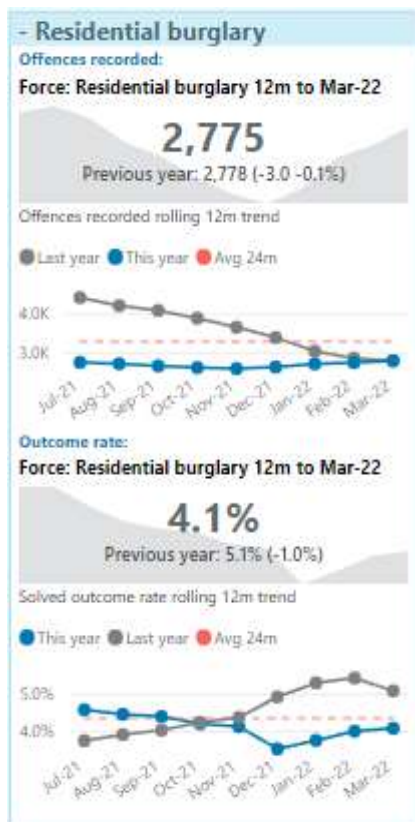 - Residential burglary
Offences recorded:
Force: Residential burglary 12m to Mar-22
2,775
Previous year: 2,778 (-3.0 -0.1%)
Offences recorded rolling 12m trend
Last year This year Avg 24m
4.0K
3.0K
Jul-21 Aug-21 Sep-21 Oct-21 Nov-21 Dec-21 Jan-22 Feb-22 Mar-22
Outcome rate:
Force: Residential burglary 12m to Mar-22
4.1%
Previous year: 5.1% (-1.0%)
Solved outcome rate rolling 12m trend
This year Last year Avg 24m
5.0%
4.0%
Jul-21 Aug-21 Sep-21 Oct-21 Nov-21 Dec-21 Jan-22 Feb-22 Mar-22